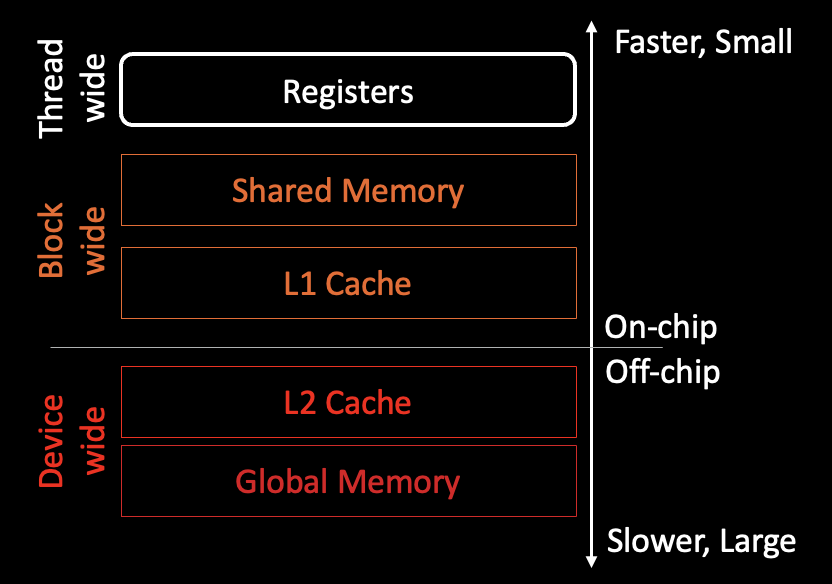 Faster, Small
Thread
wide
Registers
Block
wide
Shared Memory
L1 Cache
On-chip
Off-chip
Device
wide
L2 Cache
Global Memory
Slower, Large